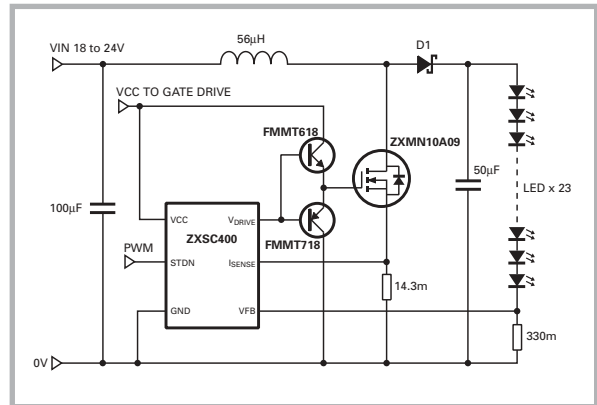 56µH
D1
VIN 18 to 24V
VCC TO GATE DRIVE
FMMT618
ZXMN10A09
50µF
LED x 23
100µF
VCC
VDRIVE
ZXSC400
FMMT718
PWM
STDN
ISENSE
14.3m
GND
VFB
330m
0V